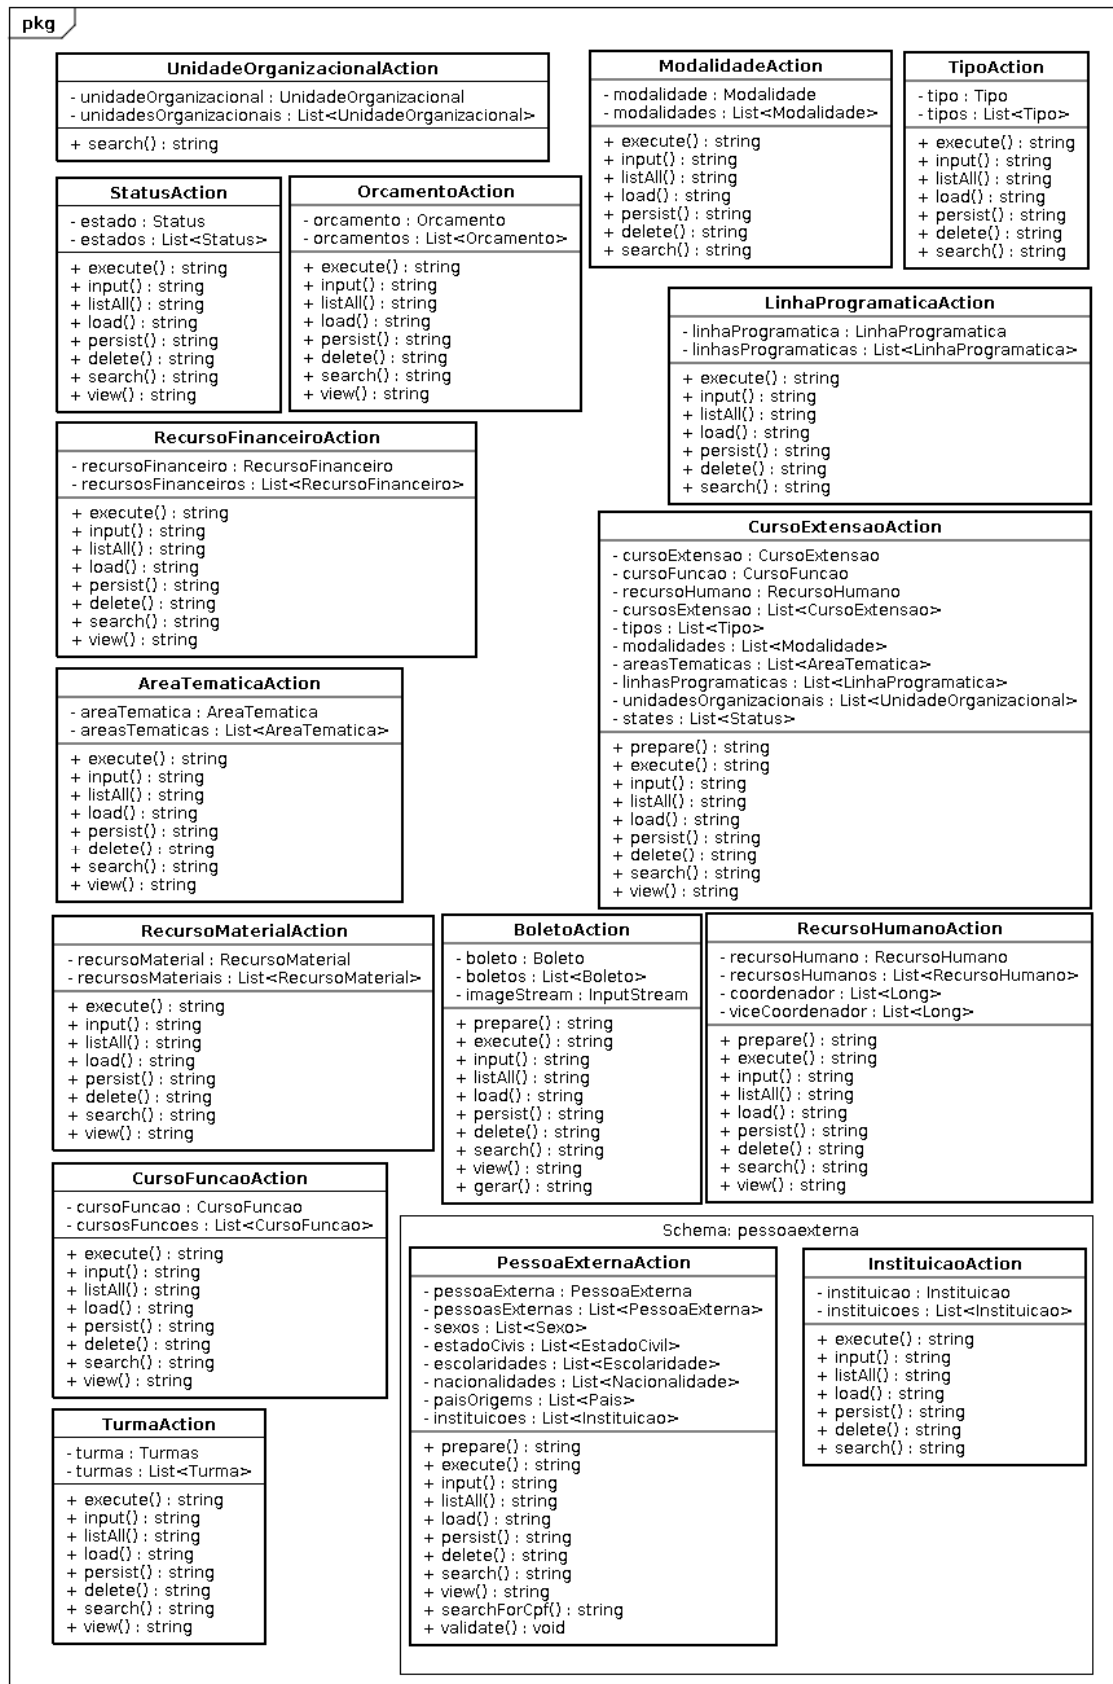 pkg
UnidadeOrganizacionalAction
- unidadeOrganizacional : UnidadeOrganizacional
- unidadesOrganizacionais : List<UnidadeOrganizacional>
+ search() : string
ModalidadeAction
- modalidade : Modalidade
- modalidades : List<Modalidade>
+ execute() : string
+ input() : string
+ listAll() : string
+ load() : string
+ persist() : string
+ delete() : string
+ search() : string
TipoAction
- tipo : Tipo
- tipos : List<Tipo>
+ execute() : string
+ input() : string
+ listAll() : string
+ load() : string
+ persist() : string
+ delete() : string
+ search() : string
StatusAction
- estado : Status
- estados : List<Status>
+ execute() : string
+ input() : string
+ listAll() : string
+ load() : string
+ persist() : string
+ delete() : string
+ search() : string
+ view() : string
OrcamentoAction
- orcamento : Orcamento
- orcamentos : List<Orcamento>
+ execute() : string
+ input() : string
+ listAll() : string
+ load() : string
+ persist() : string
+ delete() : string
+ search() : string
+ view() : string
LinhaProgramaticaAction
- linhaProgramatica : LinhaProgramatica
- linhasProgramaticas : List<LinhaProgramatica>
+ execute() : string
+ input() : string
+ listAll() : string
+ load() : string
+ persist() : string
+ delete() : string
+ search() : string
RecursoFinanceiroAction
- recursoFinanceiro : RecursoFinanceiro
- recursosFinanceiros : List<RecursoFinanceiro>
+ execute() : string
+ input() : string
+ listAll() : string
+ load() : string
+ persist() : string
+ delete() : string
+ search() : string
+ view() : string
CursoExtensaoAction
- cursoExtensao : CursoExtensao
- cursoFuncao : CursoFuncao
- recursoHumano : RecursoHumano
- cursosExtensao : List<CursoExtensao>
- tipos : List<Tipo>
- modalidades : List<Modalidade>
- areasTematicas : List<AreaTematica>
- linhasProgramaticas : List<LinhaProgramatica>
- unidadesOrganizacionais : List<UnidadeOrganizacional>
- states : List<Status>
+ prepare() : string
+ execute() : string
+ input() : string
+ listAll() : string
+ load() : string
+ persist() : string
+ delete() : string
+ search() : string
+ view() : string
AreaTematicaAction
- areaTematica : AreaTematica
- areasTematicas : List<AreaTematica>
+ execute() : string
+ input() : string
+ listAll() : string
+ load() : string
+ persist() : string
+ delete() : string
+ search() : string
+ view() : string
RecursoMaterialAction
- recursoMaterial : RecursoMaterial
- recursosMateriais : List<RecursoMaterial>
+ execute() : string
+ input() : string
+ listAll() : string
+ load() : string
+ persist() : string
+ delete() : string
+ search() : string
+ view() : string
BoletoAction
- boleto : Boleto
- boletos : List<Boleto>
- imageStream : InputStream
+ prepare() : string
+ execute() : string
+ input() : string
+ listAll() : string
+ load() : string
+ persist() : string
+ delete() : string
+ search() : string
+ view() : string
+ gerar() : string
RecursoHumanoAction
- recursoHumano : RecursoHumano
- recursosHumanos : List<RecursoHumano>
- coordenador : List<Long>
- viceCoordenador : List<Long>
+ prepare() : string
+ execute() : string
+ input() : string
+ listAll() : string
+ load() : string
+ persist() : string
+ delete() : string
+ search() : string
+ view() : string
CursoFuncaoAction
- cursoFuncao : CursoFuncao
- cursosFuncoes : List<CursoFuncao>
+ execute() : string
+ input() : string
+ listAll() : string
+ load() : string
+ persist() : string
+ delete() : string
+ search() : string
+ view() : string
Schema: pessoaexterna
PessoaExternaAction
- pessoaExterna : PessoaExterna
- pessoasExternas : List<PessoaExterna>
- sexos : List<Sexo>
- estadoCivis : List<EstadoCivil>
- escolaridades : List<Escolaridade>
- nacionalidades : List<Nacionalidade>
- paisOrigems : List<Pais>
- instituicoes : List<Instituicao>
+ prepare() : string
+ execute() : string
+ input() : string
+ listAll() : string
+ load() : string
+ persist() : string
+ delete() : string
+ search() : string
+ view() : string
+ searchForCpf() : string
+ validate() : void
InstituicaoAction
- instituicao : Instituicao
- instituicoes : List<Instituicao>
+ execute() : string
+ input() : string
+ listAll() : string
+ load() : string
+ persist() : string
+ delete() : string
+ search() : string
TurmaAction
- turma : Turmas
- turmas : List<Turma>
+ execute() : string
+ input() : string
+ listAll() : string
+ load() : string
+ persist() : string
+ delete() : string
+ search() : string
+ view() : string